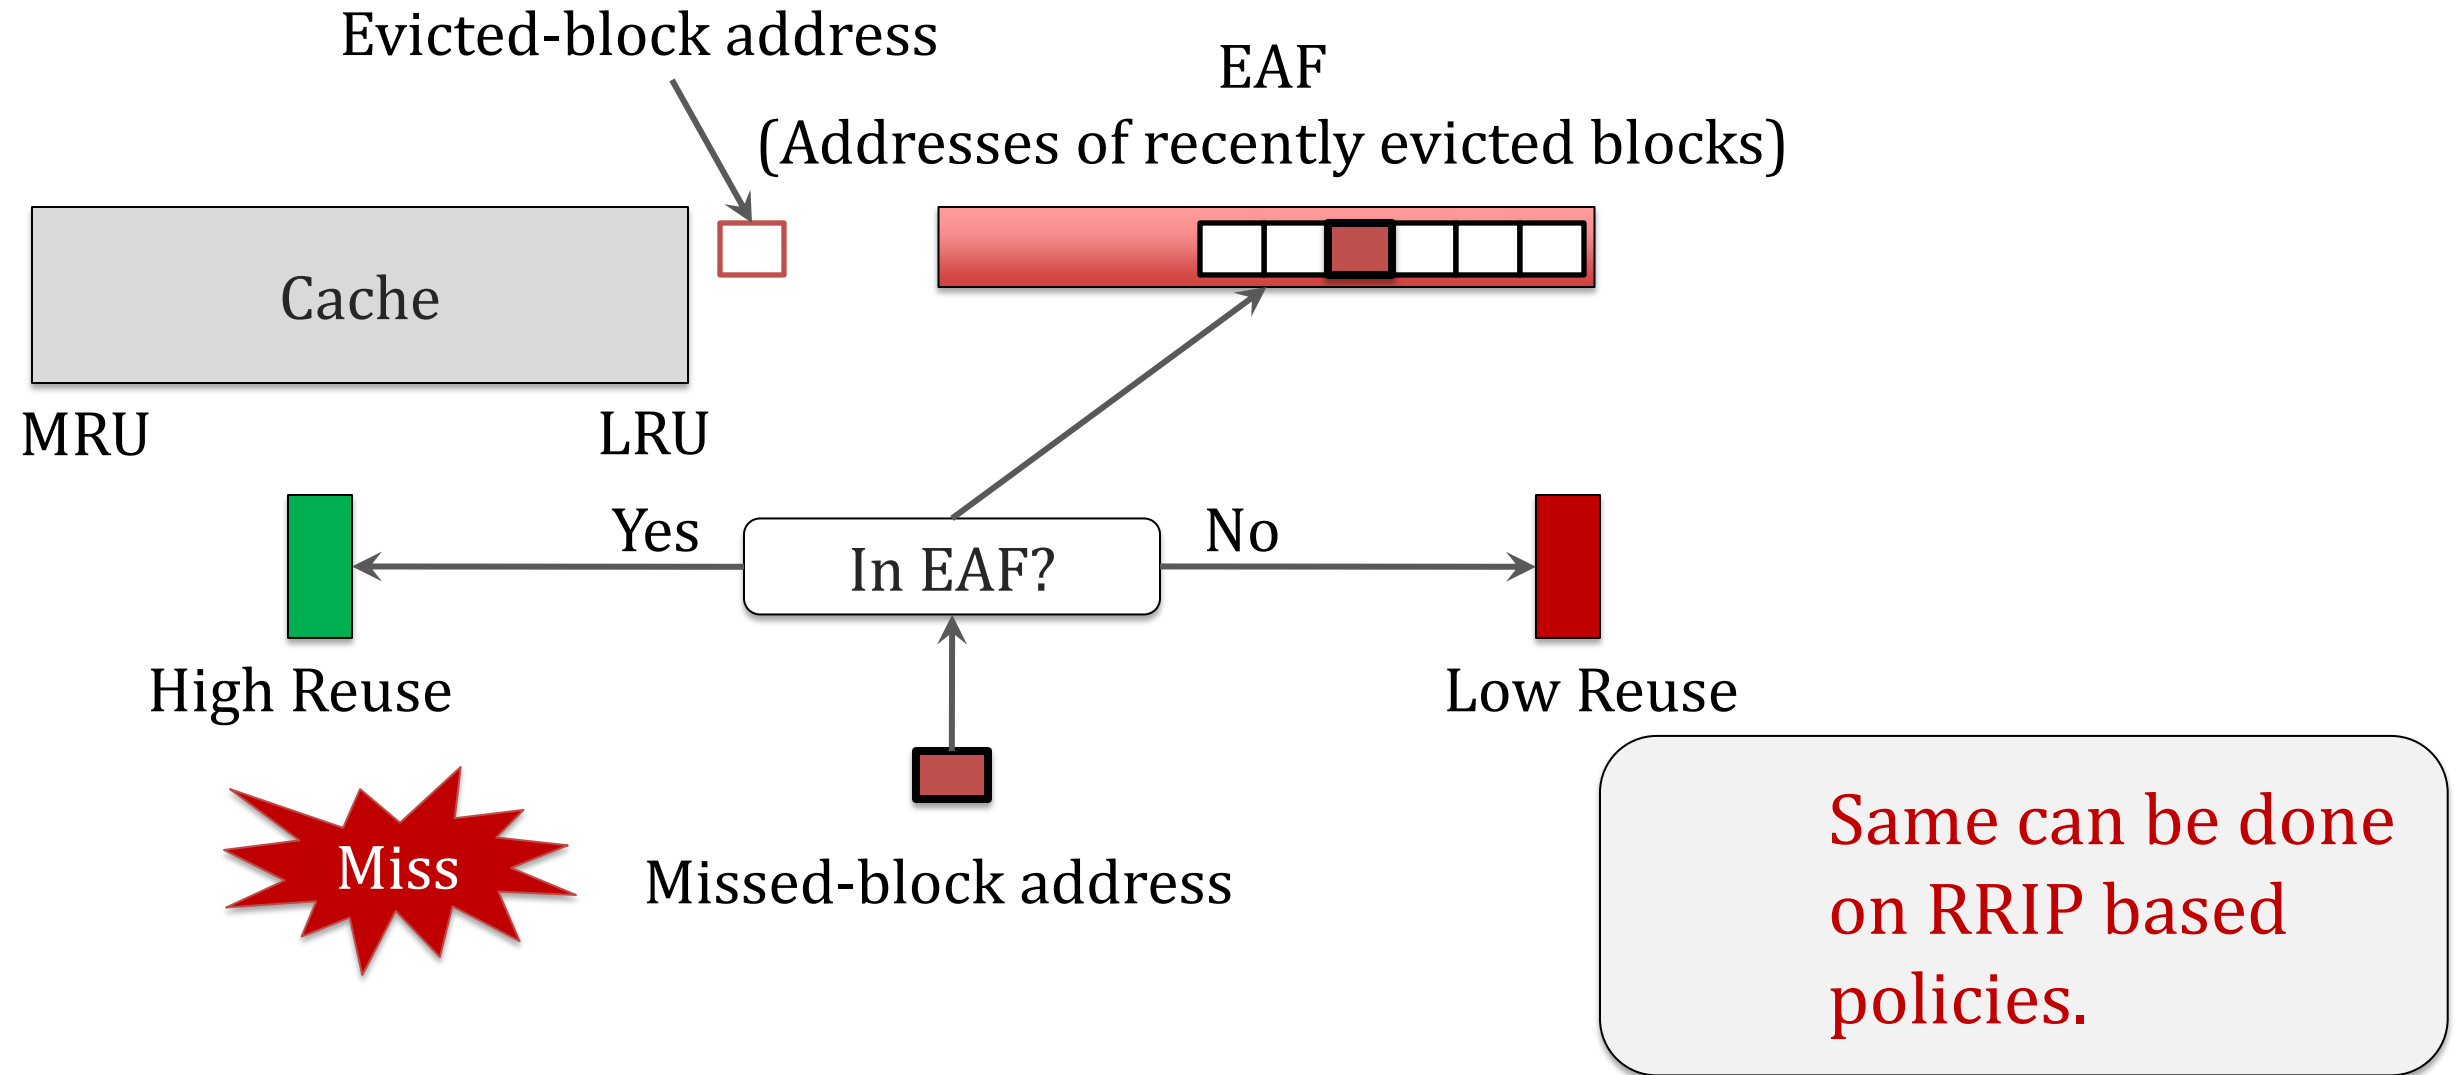 Evicted-block address
EAF
(Addresses of recently evicted blocks)
Cache
MRU
LRU
Yes
In EAF?
No
High Reuse
Low Reuse
Miss
Missed-block address
Same can be done
on RRIP based
policies.